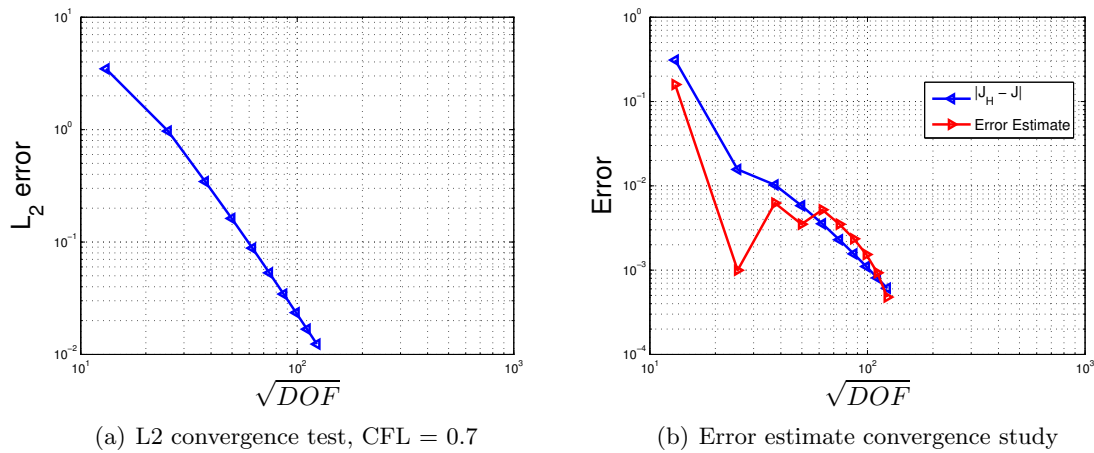 10^1
10^0
10^-1
10^-2
L_2 error
10^1
10^2
10^3
√DOF
(a) L2 convergence test, CFL = 0.7
10^0
10^-1
10^-2
10^-3
10^-4
Error
|J_H − J|
Error Estimate
10^1
10^2
10^3
√DOF
(b) Error estimate convergence study